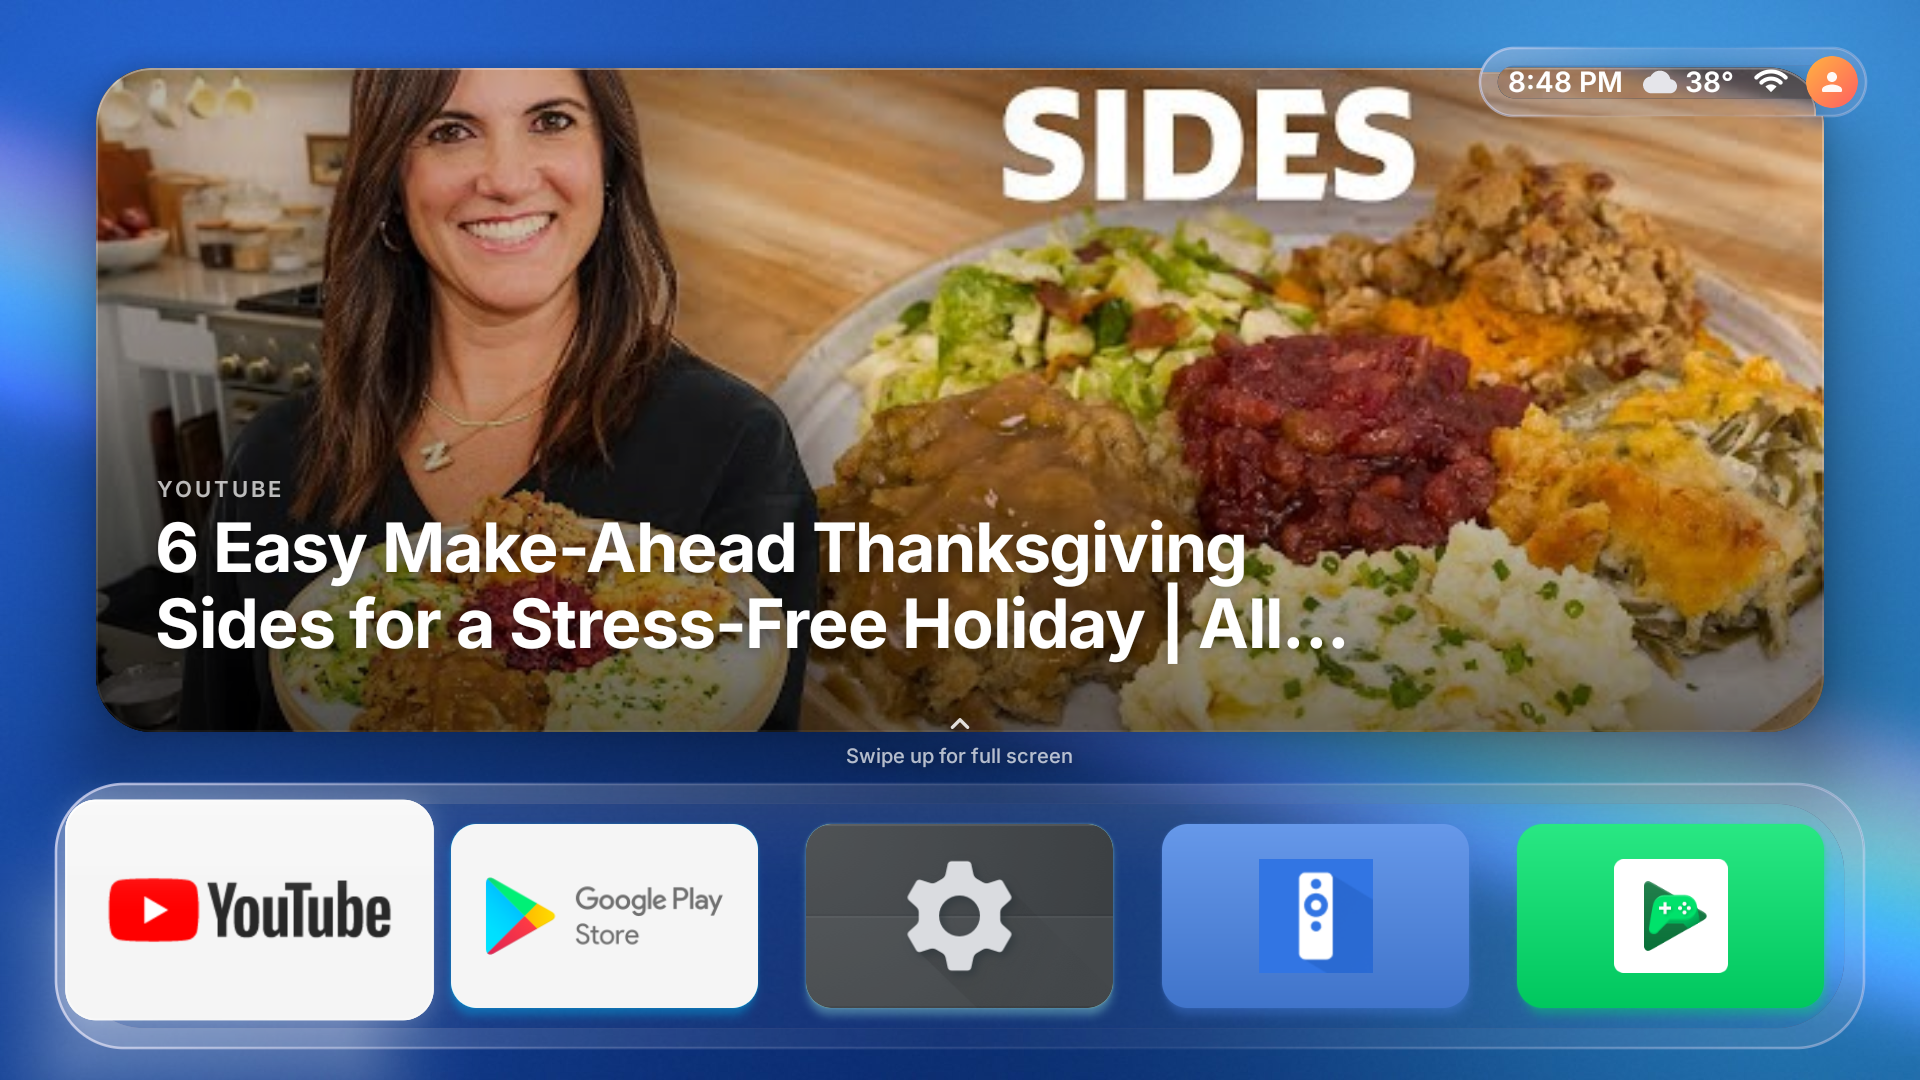 8:48 PM 38°
SIDES
YOUTUBE
6 Easy Make-Ahead Thanksgiving
Sides for a Stress-Free Holiday | All...
Swipe up for full screen
YouTube
Google Play
Store